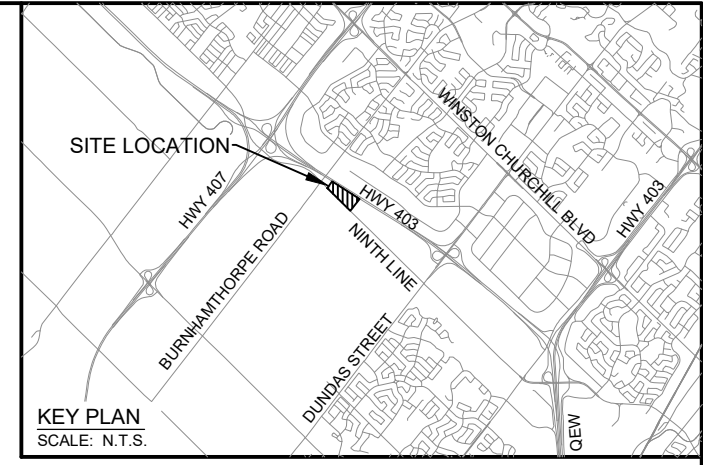 WINSTON CHURCHILL BLVD
SITE LOCATION
HWY 407
HWY 403
HWY 403
BURNHAMTHORPE ROAD
NINTH LINE
DUNDAS STREET
QEW
KEY PLAN
SCALE: N.T.S.